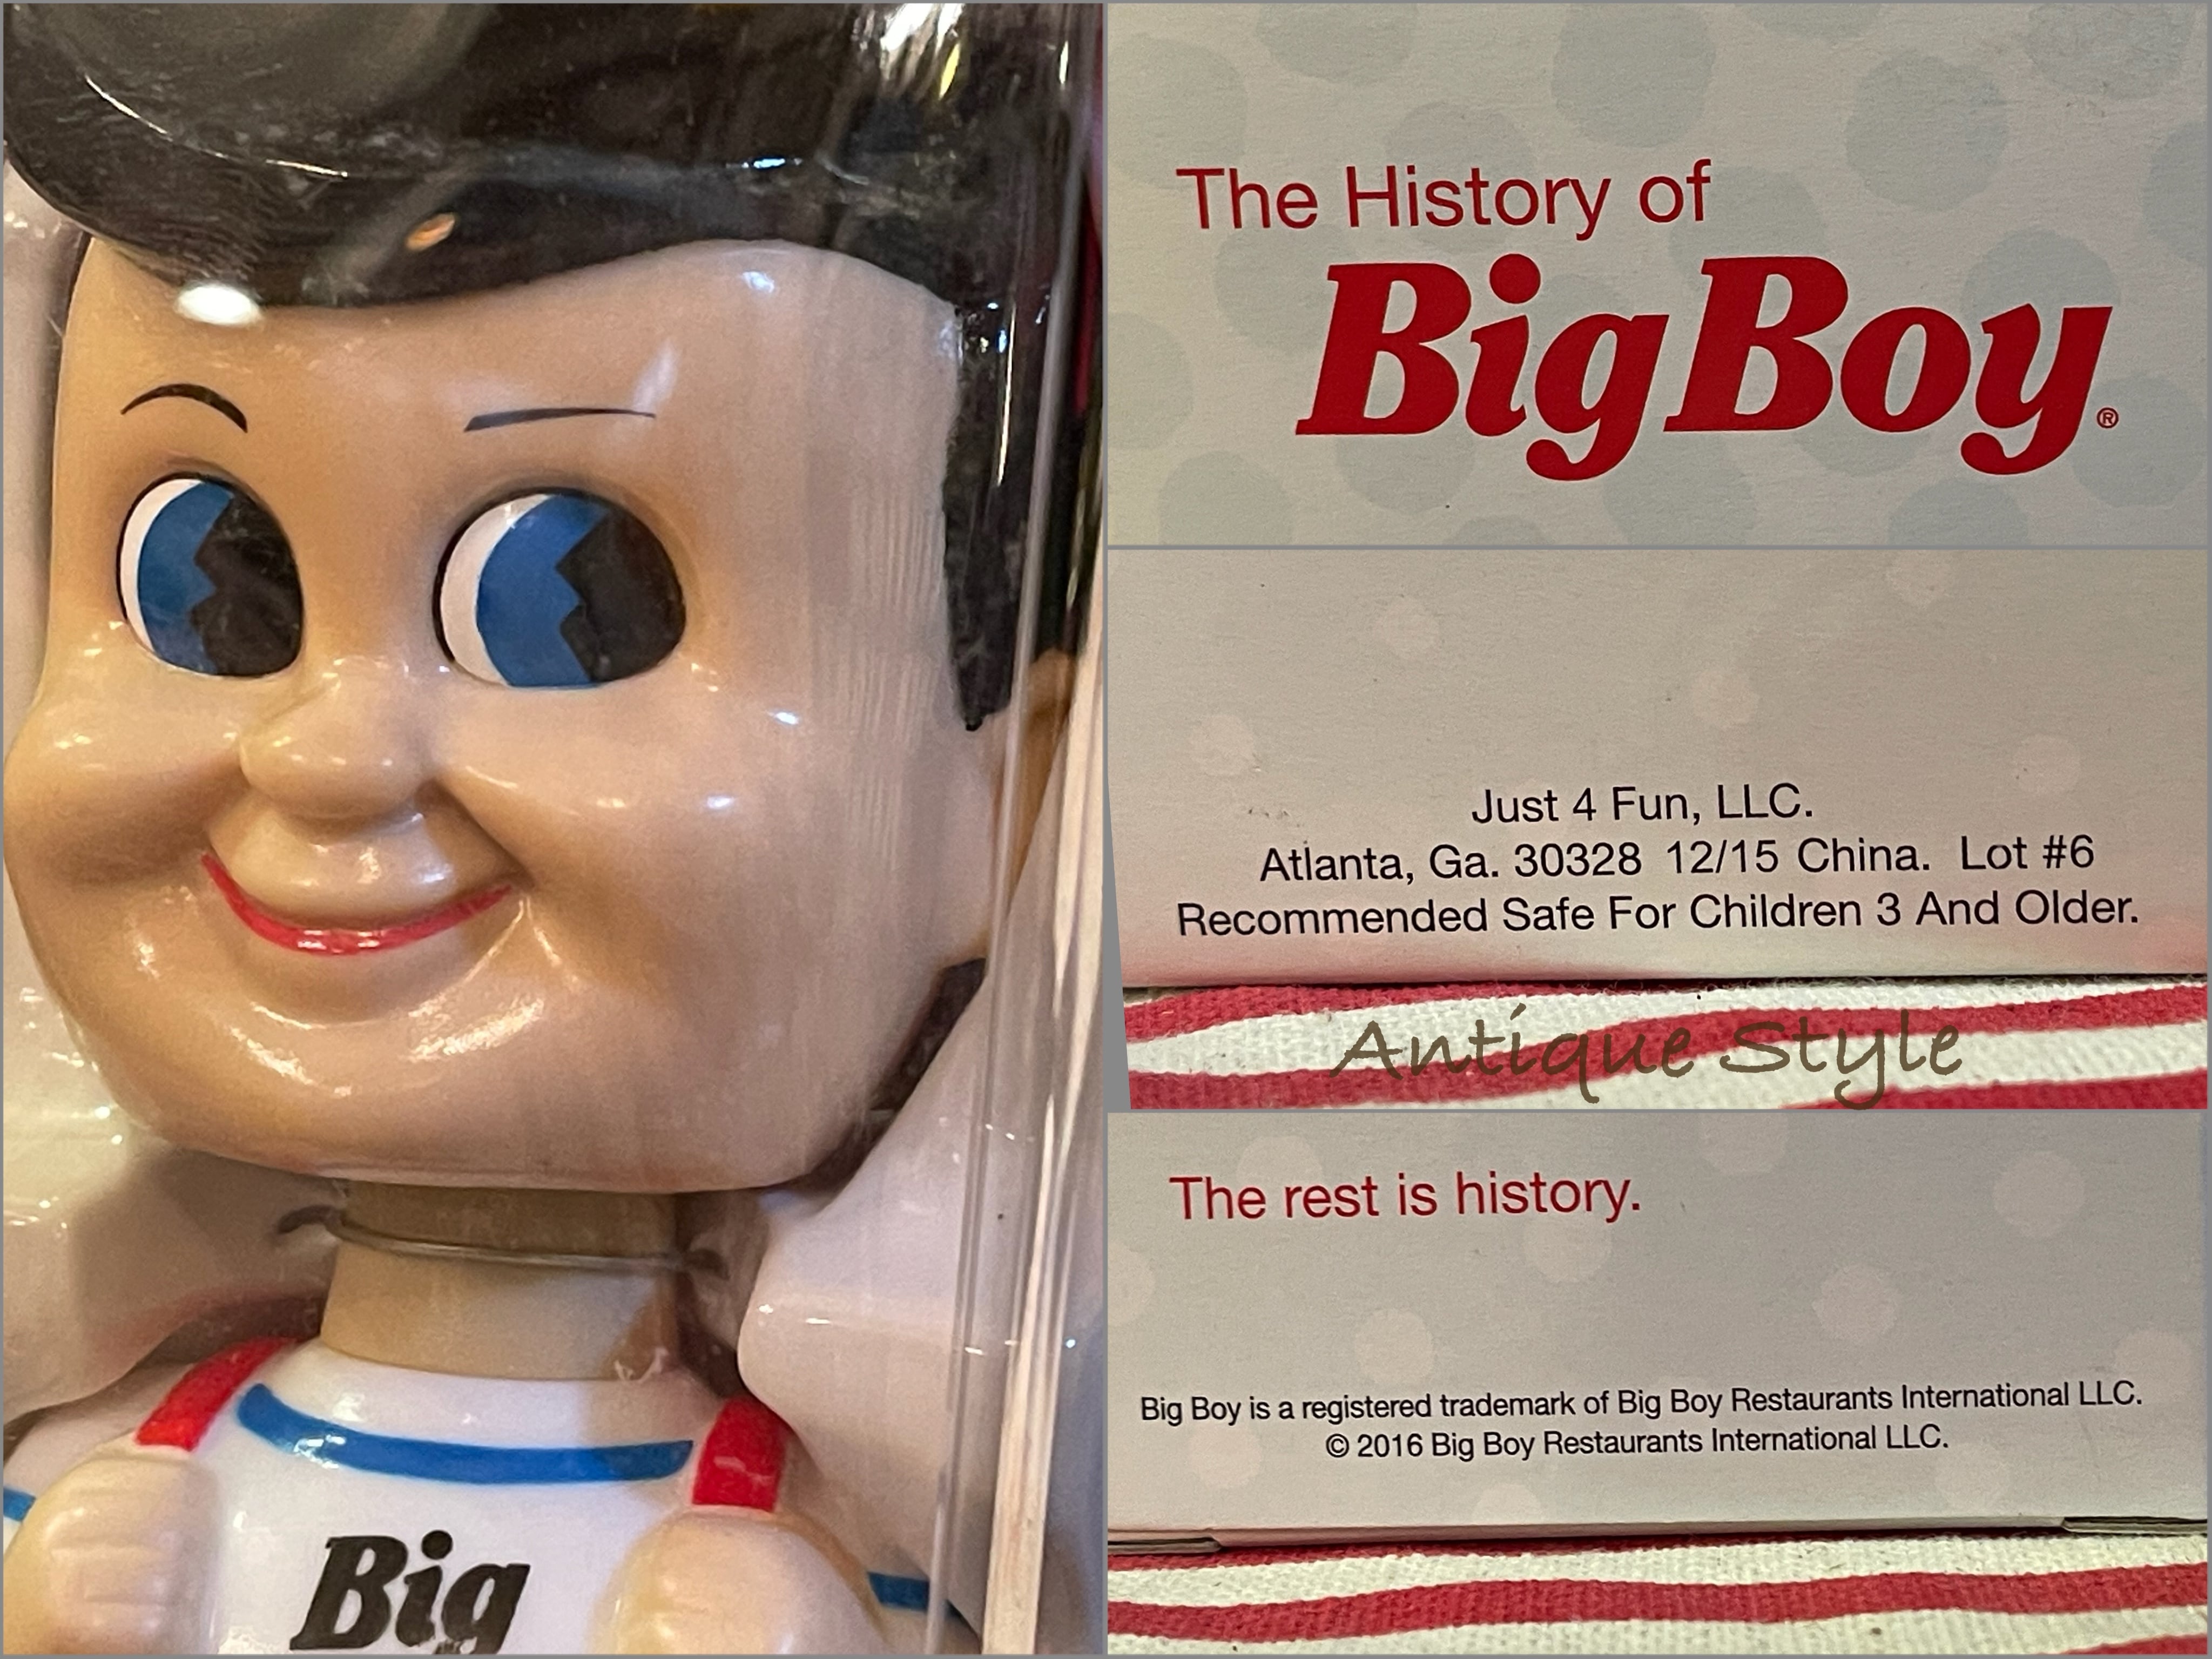 Big
The History of
Big Boy®
Just 4 Fun, LLC.
Atlanta, Ga. 30328 12/15 China. Lot #6
Recommended Safe For Children 3 And Older.
Antique Style
The rest is history.
Big Boy is a registered trademark of Big Boy Restaurants International LLC.
© 2016 Big Boy Restaurants International LLC.